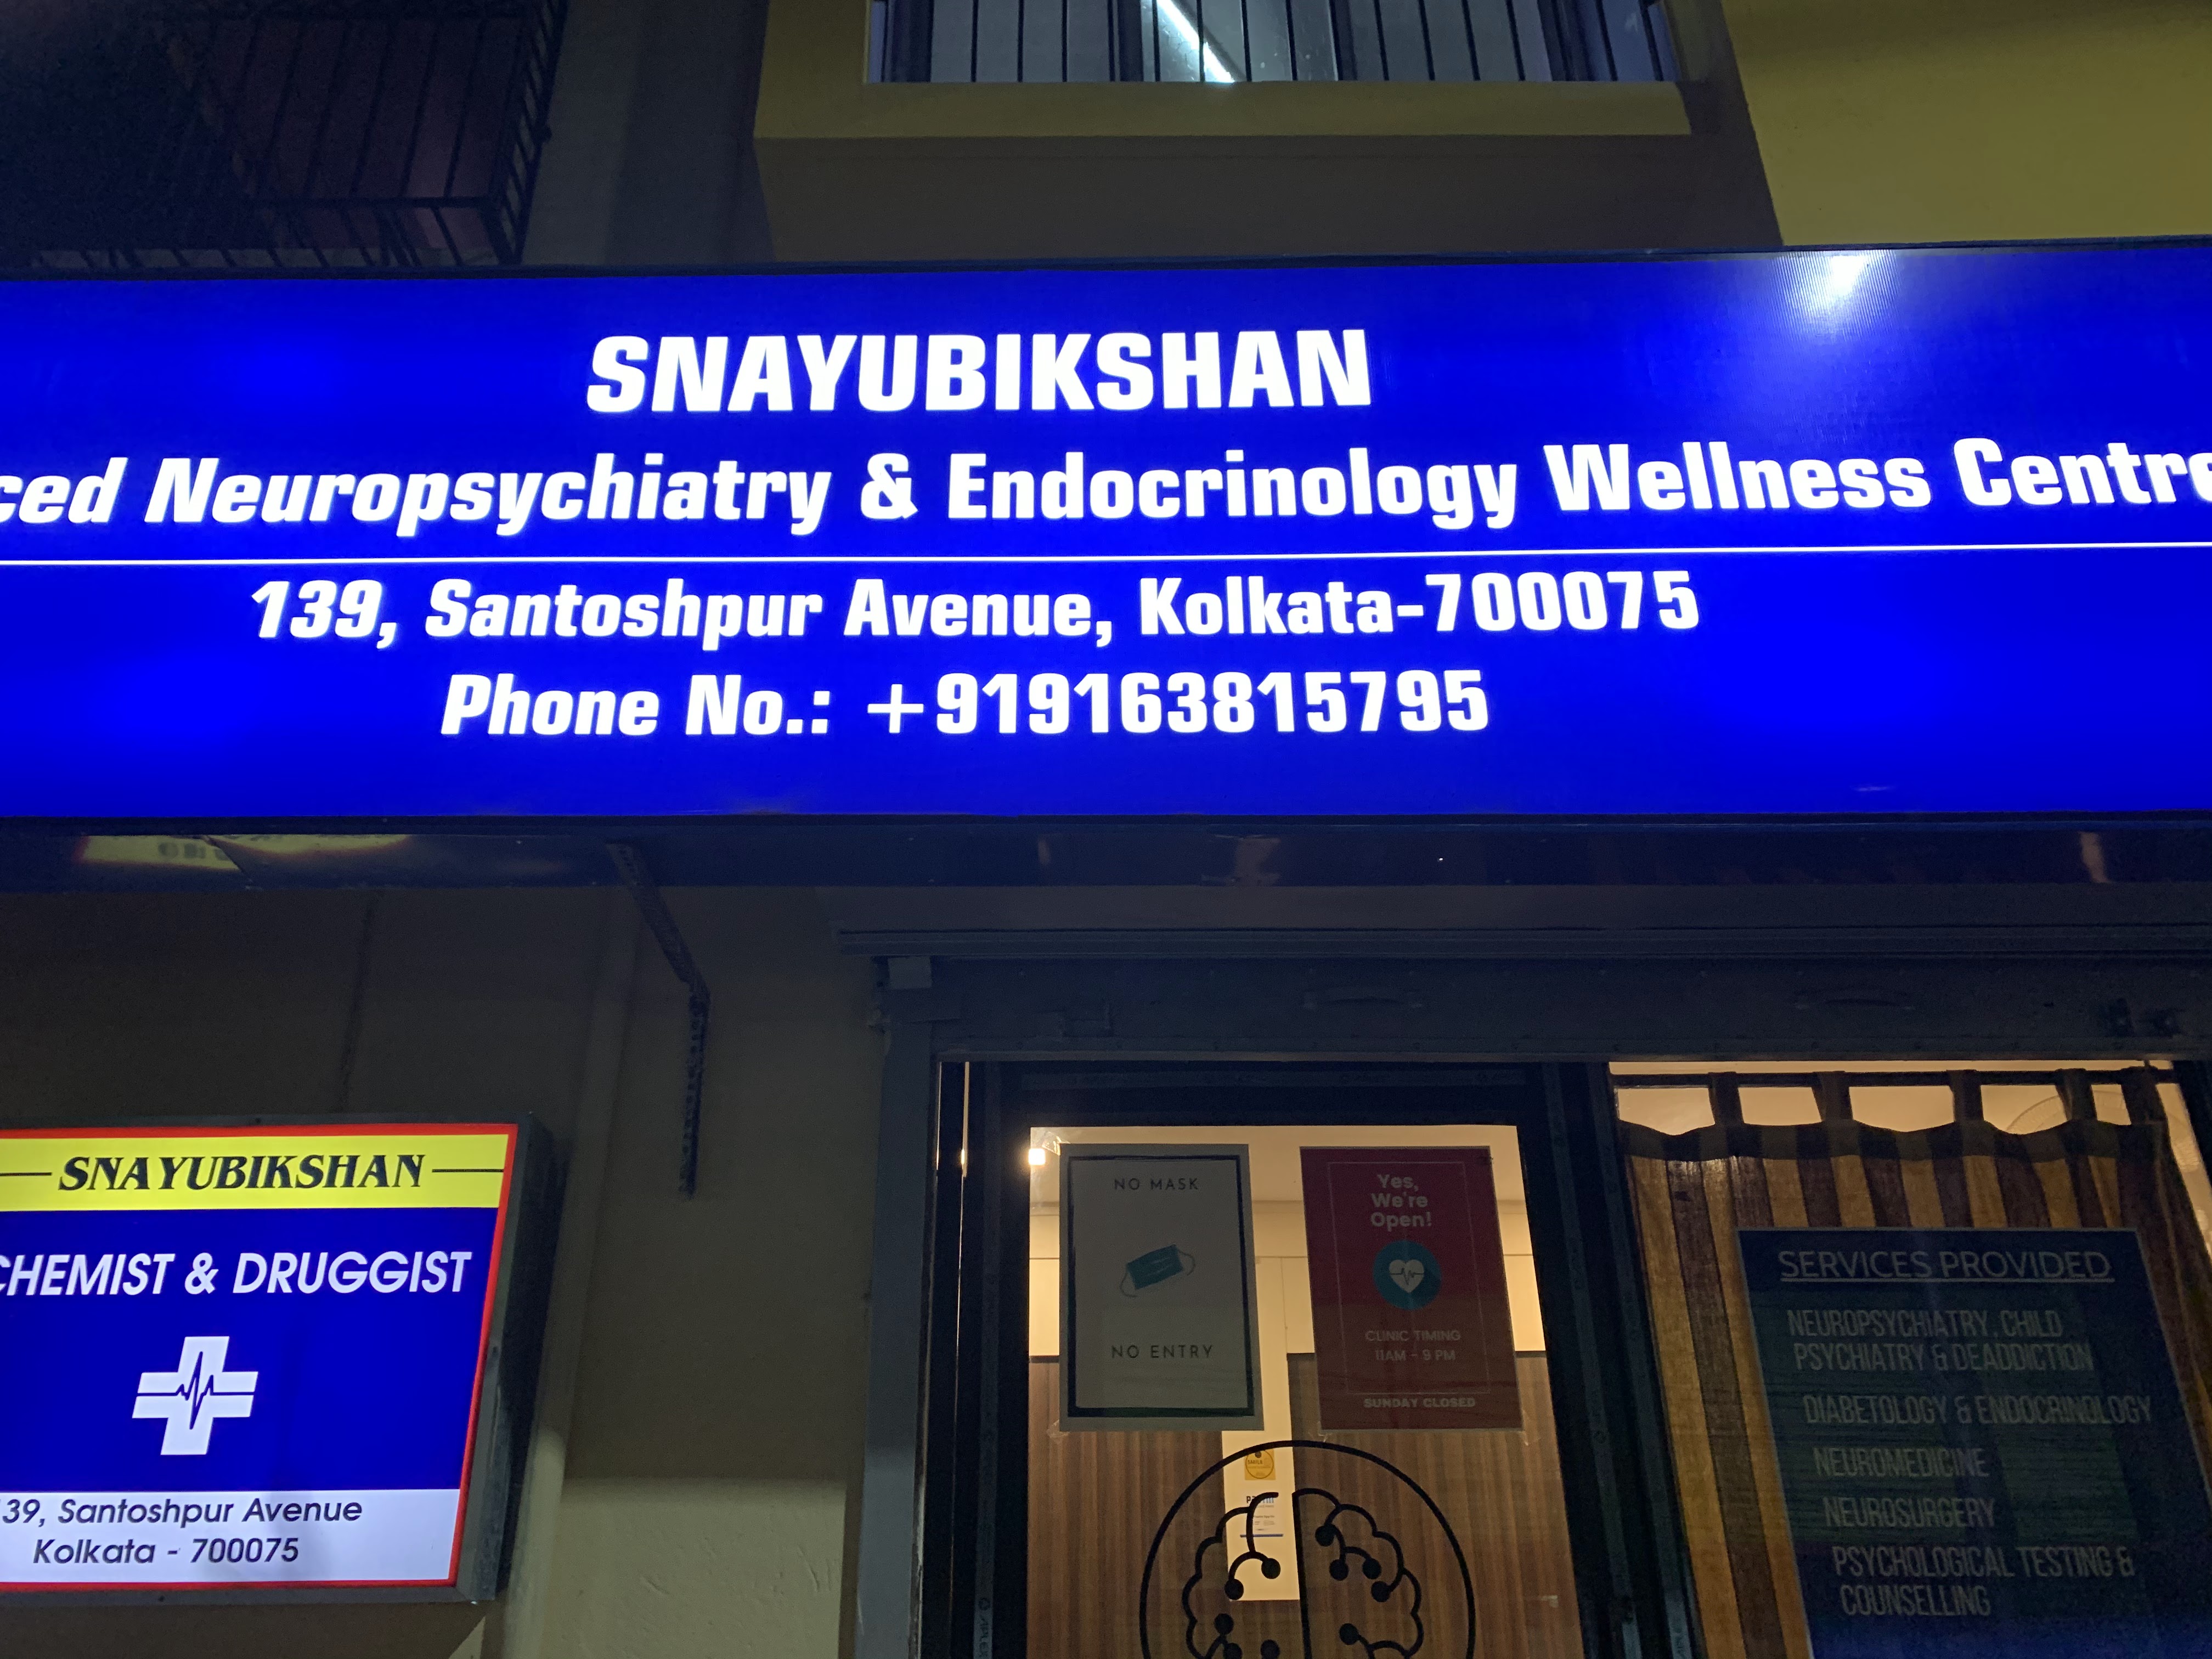 SNAYUBIKSHAN
ced Neuropsychiatry & Endocrinology Wellness Centre
139, Santoshpur Avenue, Kolkata-700075
Phone No.: +919163815795
SNAYUBIKSHAN
CHEMIST & DRUGGIST
39, Santoshpur Avenue
Kolkata - 700075
NO MASK
NO ENTRY
Yes,
We're
Open!
CLINIC TIMING
11AM - 9 PM
SUNDAY CLOSED
SERVICES PROVIDED
NEUROPSYCHIATRY, CHILD
PSYCHIATRY & DEADDICTION
DIABETOLOGY & ENDOCRINOLOGY
NEUROMEDICINE
NEUROSURGERY
PSYCHOLOGICAL TESTING &
COUNSELLING